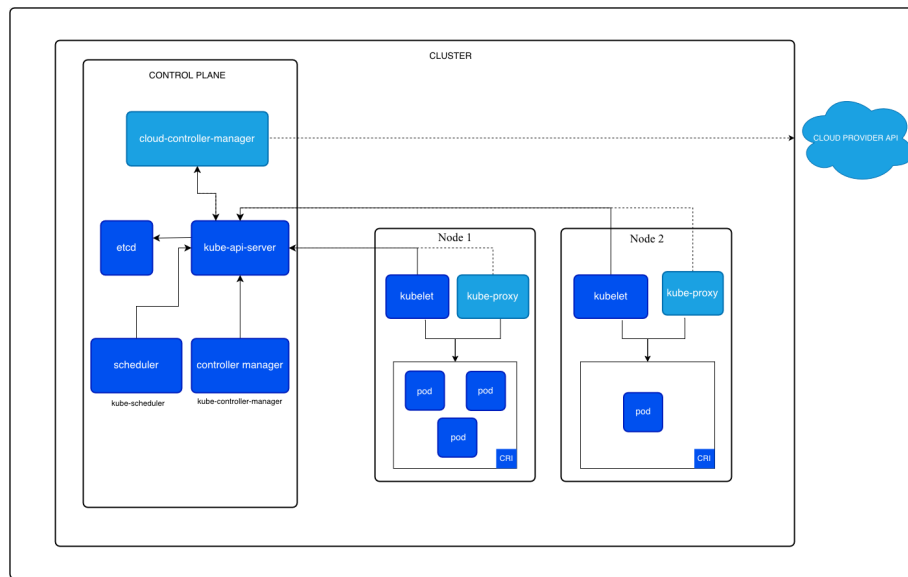 CLUSTER
CONTROL PLANE
cloud-controller-manager
CLOUD PROVIDER API
etcd
kube-api-server
Node 1
Node 2
kubelet
kube-proxy
kubelet
kube-proxy
scheduler
controller manager
kube-scheduler
kube-controller-manager
pod
pod
pod
CRI
pod
CRI